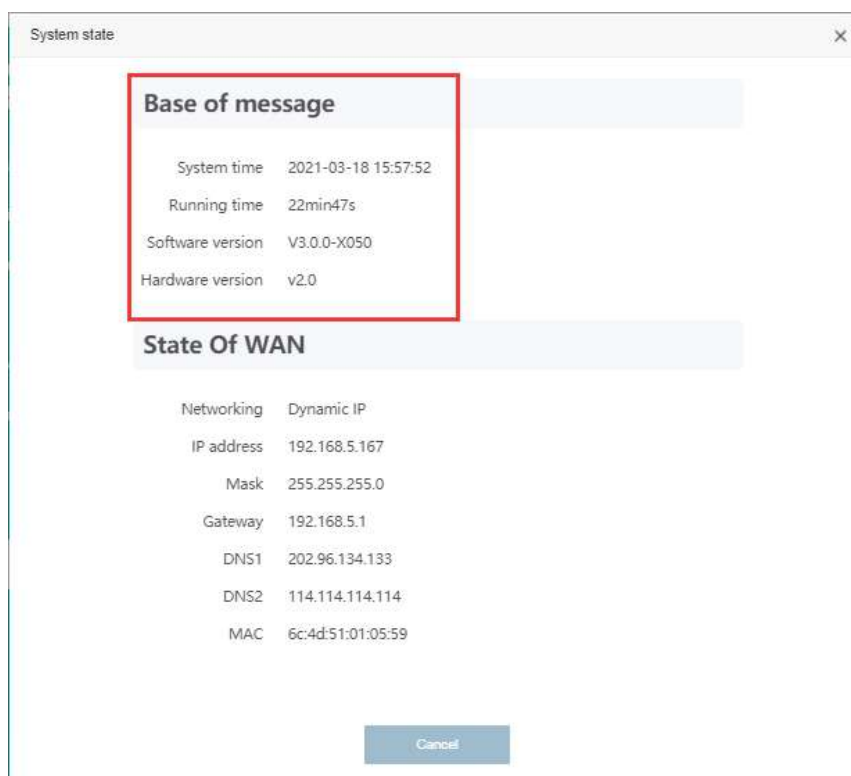 System state
Base of message
System time 2021-03-18 15:57:52
Running time 22min47s
Software version V3.0.0-X050
Hardware version v2.0
State Of WAN
Networking Dynamic IP
IP address 192.168.5.167
Mask 255.255.255.0
Gateway 192.168.5.1
DNS1 202.96.134.133
DNS2 114.114.114.114
MAC 6c:4d:51:01:05:59
Cancel